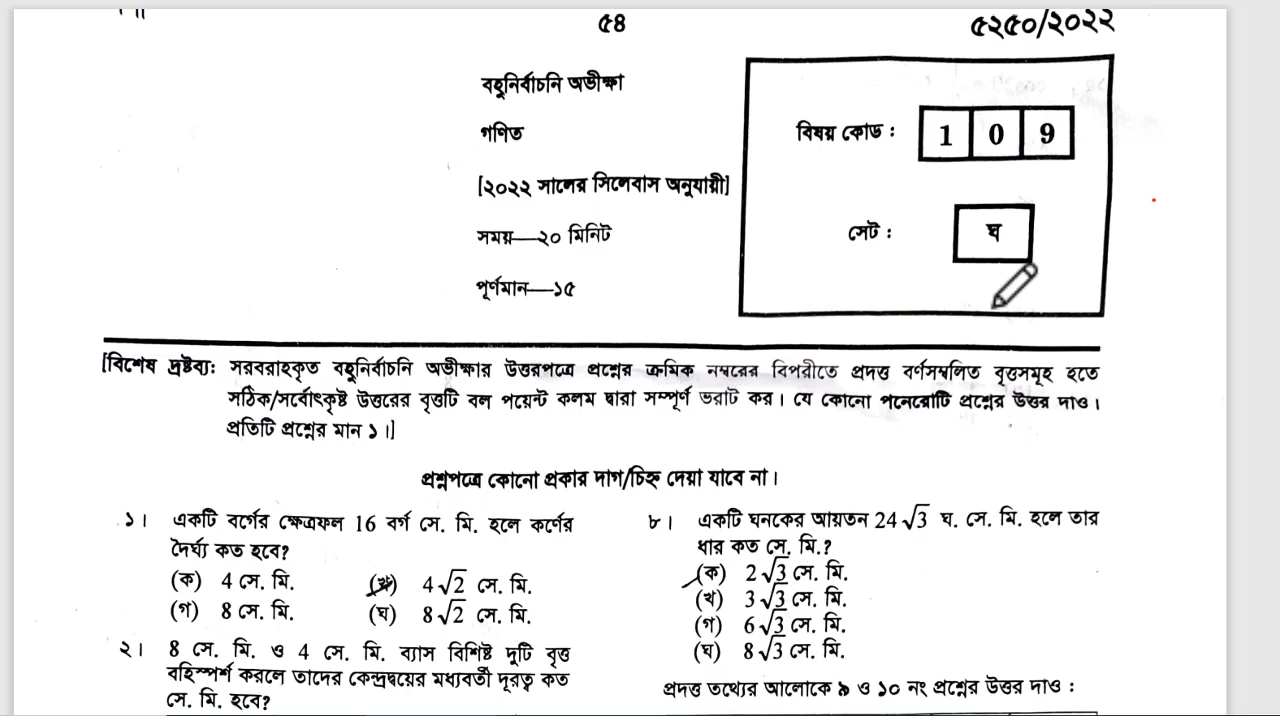 ৫৪
৫২৫০/২০২২
বহুনির্বাচনি অভীক্ষা
গণিত
[২০২২ সালের সিলেবাস অনুযায়ী]
সময়—২০ মিনিট
পূর্ণমান—১৫
বিষয় কোড : 1 0 9
সেট : ঘ
[বিশেষ দ্রষ্টব্য: সরবরাহকৃত বহুনির্বাচনি অভীক্ষার উত্তরপত্রে প্রশ্নের ক্রমিক নম্বরের বিপরীতে প্রদত্ত বর্ণসম্বলিত বৃত্তসমূহ হতে
সঠিক/সর্বোৎকৃষ্ট উত্তরের বৃত্তটি বল পয়েন্ট কলম দ্বারা সম্পূর্ণ ভরাট কর। যে কোনো পনেরোটি প্রশ্নের উত্তর দাও।
প্রতিটি প্রশ্নের মান ১।]
প্রশ্নপত্রে কোনো প্রকার দাগ/চিহ্ন দেয়া যাবে না।
১। একটি বর্গের ক্ষেত্রফল 16 বর্গ সে. মি. হলে কর্ণের
দৈর্ঘ্য কত হবে?
(ক) 4 সে. মি. (খ) 4√2 সে. মি.
(গ) 8 সে. মি. (ঘ) 8√2 সে. মি.
২। 8 সে. মি. ও 4 সে. মি. ব্যাস বিশিষ্ট দুটি বৃত্ত
বহিস্পর্শ করলে তাদের কেন্দ্রদ্বয়ের মধ্যবর্তী দূরত্ব কত
সে. মি. হবে?
৮। একটি ঘনকের আয়তন 24√3 ঘ. সে. মি. হলে তার
ধার কত সে. মি.?
(ক) 2√3 সে. মি.
(খ) 3√3 সে. মি.
(গ) 6√3 সে. মি.
(ঘ) 8√3 সে. মি.
প্রদত্ত তথ্যের আলোকে ৯ ও ১০ নং প্রশ্নের উত্তর দাও :